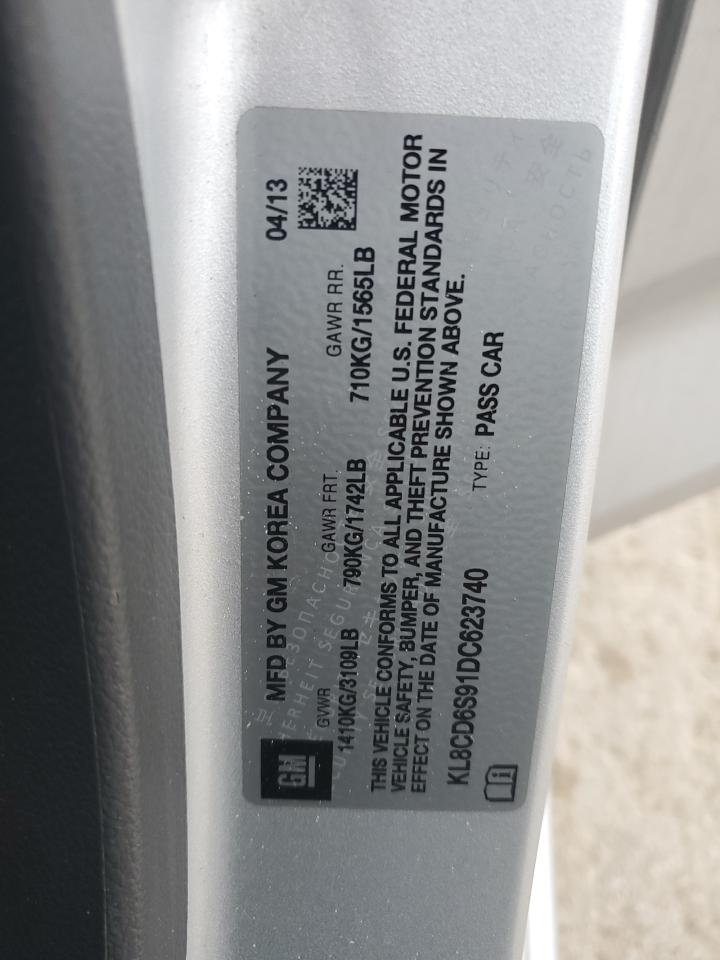 GM
MFD BY GM KOREA COMPANY 04/13
GVWR GAWR FRT. GAWR RR.
1410KG/3109LB 790KG/1742LB 710KG/1565LB
THIS VEHICLE CONFORMS TO ALL APPLICABLE U.S. FEDERAL MOTOR
VEHICLE SAFETY, BUMPER, AND THEFT PREVENTION STANDARDS IN
EFFECT ON THE DATE OF MANUFACTURE SHOWN ABOVE.
KL8CD6S91DC623740 TYPE: PASS CAR